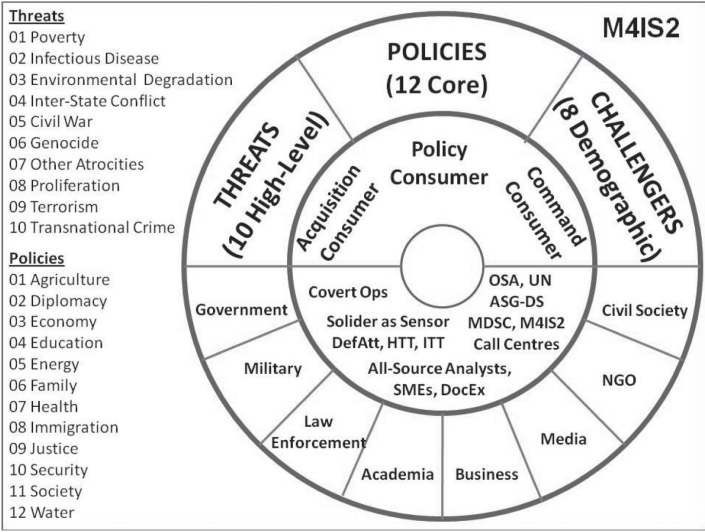 Threats
01 Poverty
02 Infectious Disease
03 Environmental Degradation
04 Inter-State Conflict
05 Civil War
06 Genocide
07 Other Atrocities
08 Proliferation
09 Terrorism
10 Transnational Crime
Policies
01 Agriculture
02 Diplomacy
03 Economy
04 Education
05 Energy
06 Family
07 Health
08 Immigration
09 Justice
10 Security
11 Society
12 Water
M4IS2
THREATS
(10 High-Level)
POLICIES
(12 Core)
CHALLENGERS
(8 Demographic)
Acquisition
Consumer
Policy
Consumer
Command
Consumer
Covert Ops
Solider as Sensor
DefAtt, HTT, ITT
OSA, UN
ASG-DS
MDSC, M4IS2
Call Centres
All-Source Analysts,
SMEs, DocEx
Government
Military
Law
Enforcement
Academia
Business
Media
NGO
Civil Society